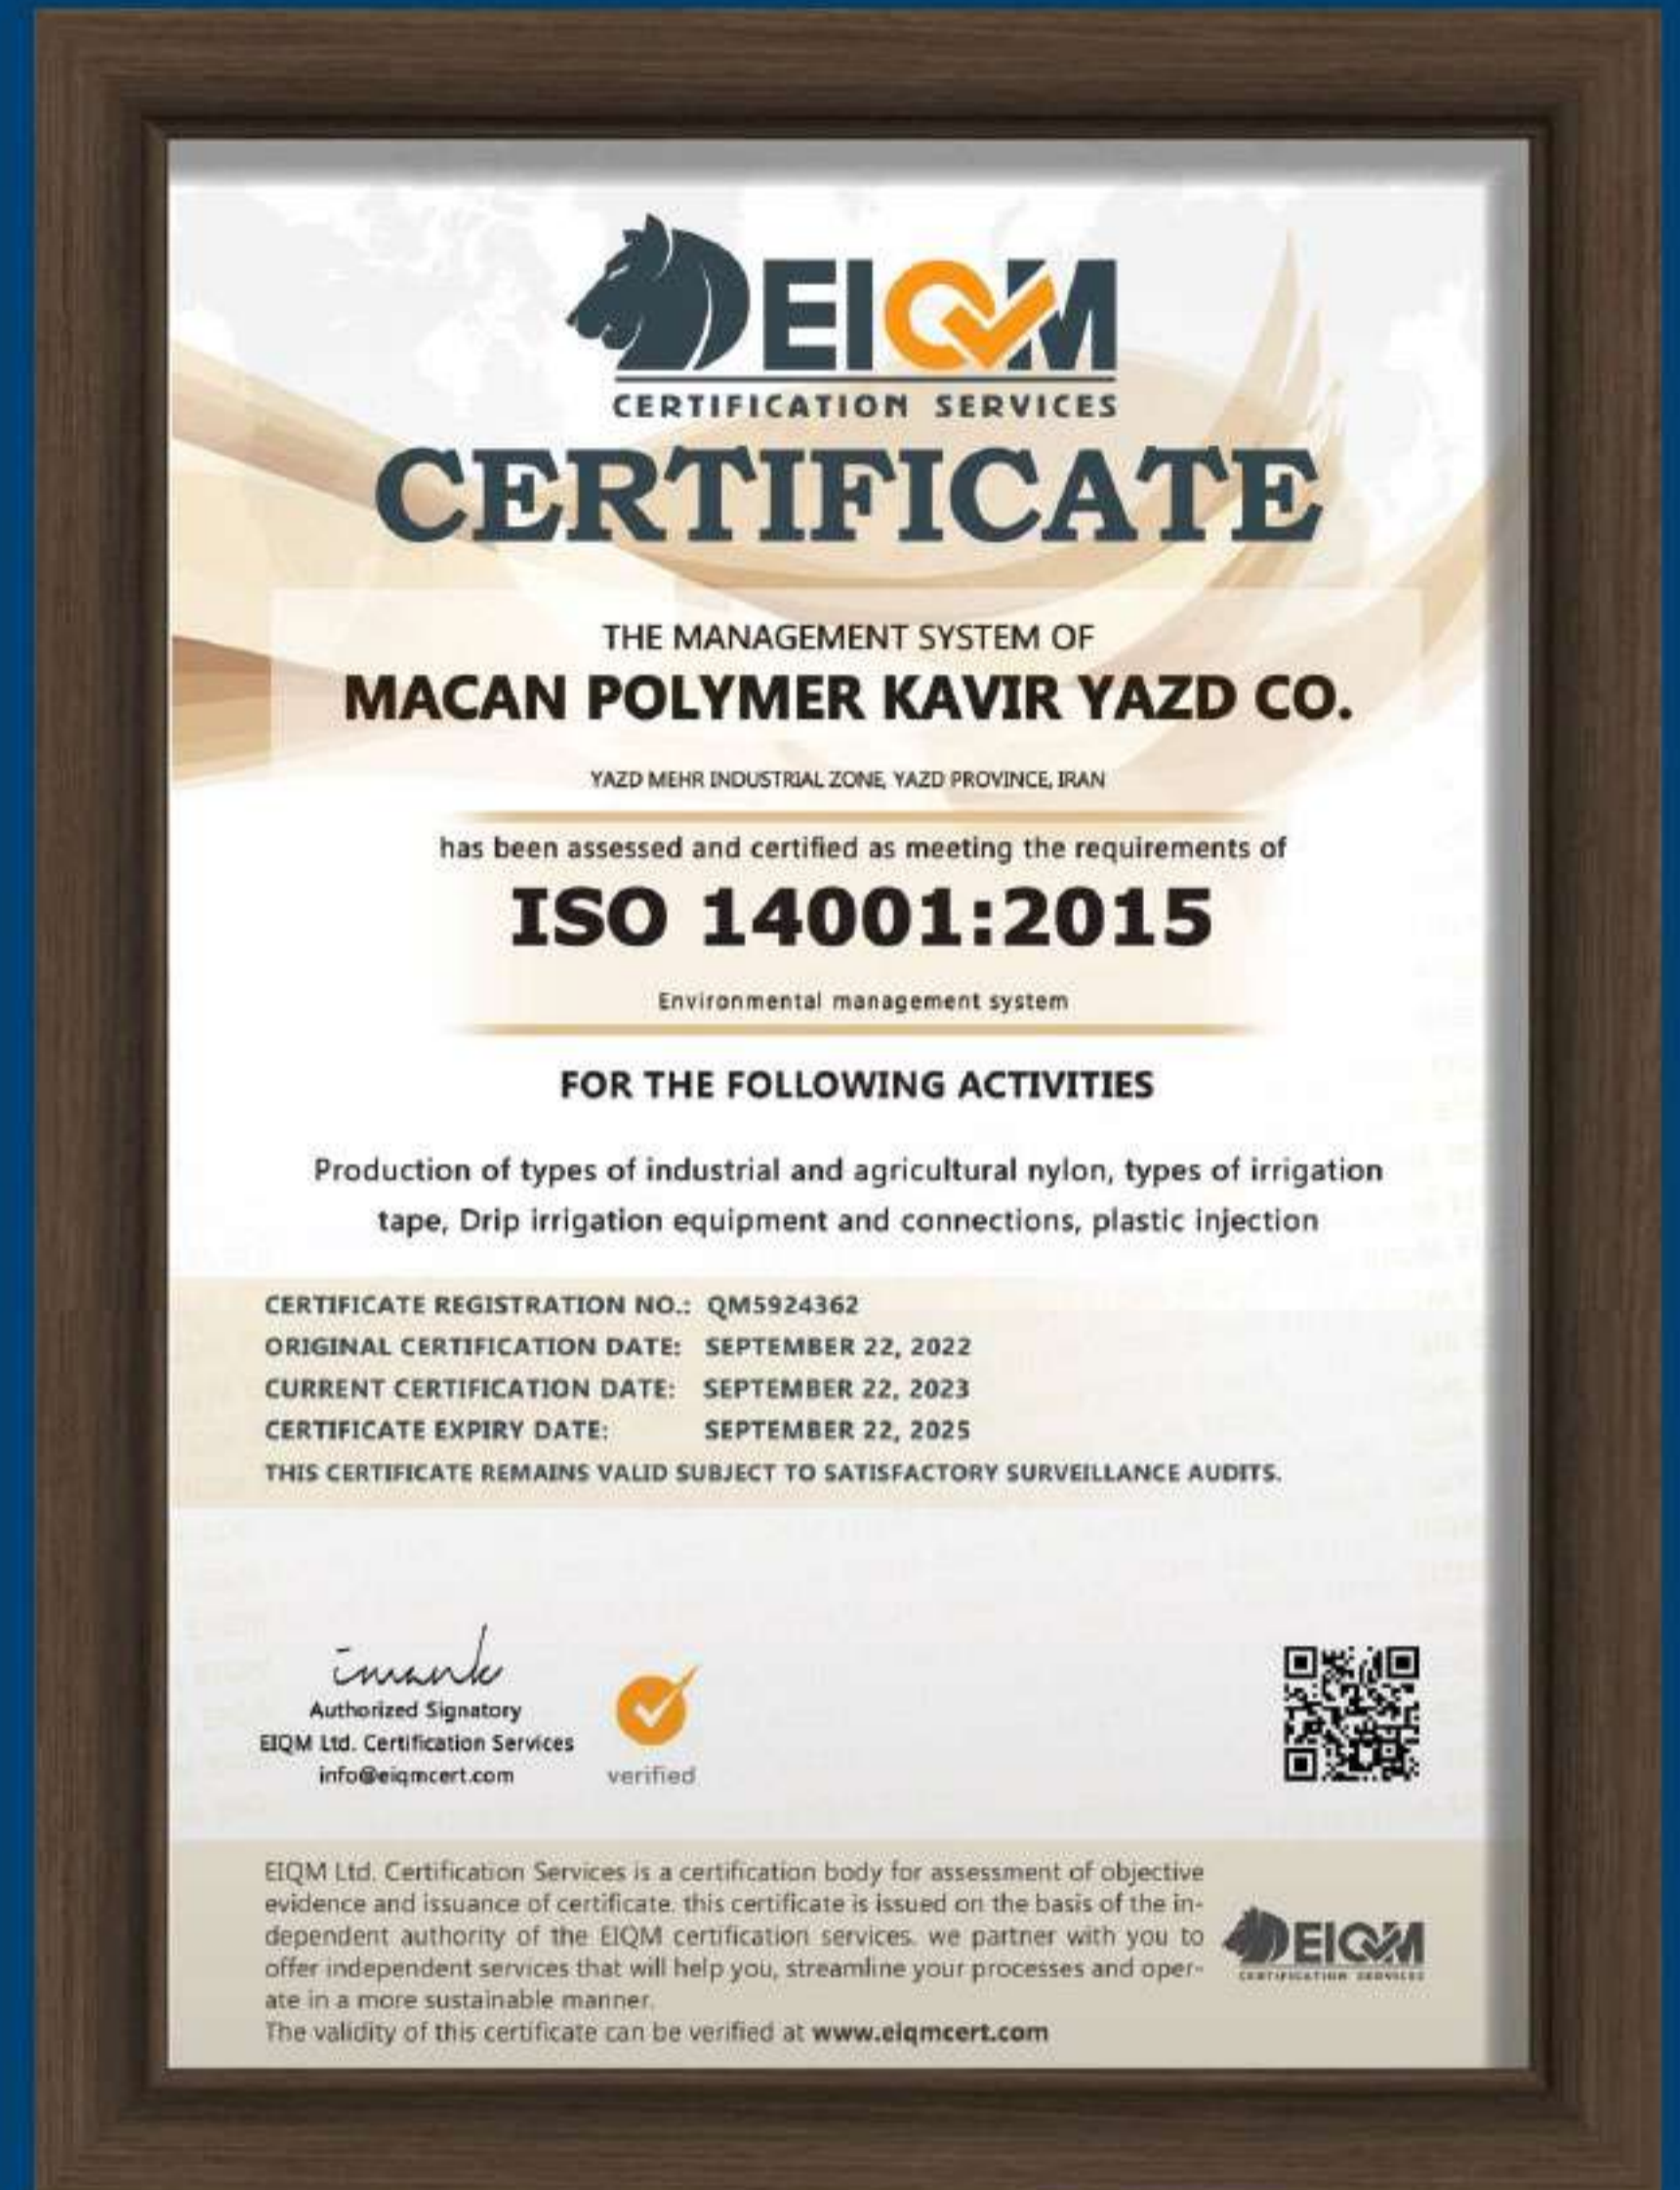 EIQM
CERTIFICATION SERVICES
CERTIFICATE
THE MANAGEMENT SYSTEM OF
MACAN POLYMER KAVIR YAZD CO.
YAZD MEHR INDUSTRIAL ZONE, YAZD PROVINCE, IRAN
has been assessed and certified as meeting the requirements of
ISO 14001:2015
Environmental management system
FOR THE FOLLOWING ACTIVITIES
Production of types of industrial and agricultural nylon, types of irrigation
tape, Drip irrigation equipment and connections, plastic injection
CERTIFICATE REGISTRATION NO.: QM5924362
ORIGINAL CERTIFICATION DATE: SEPTEMBER 22, 2022
CURRENT CERTIFICATION DATE: SEPTEMBER 22, 2023
CERTIFICATE EXPIRY DATE: SEPTEMBER 22, 2025
THIS CERTIFICATE REMAINS VALID SUBJECT TO SATISFACTORY SURVEILLANCE AUDITS.
imank
Authorized Signatory
EIQM Ltd. Certification Services
info@eiqmcert.com
verified
EIQM Ltd. Certification Services is a certification body for assessment of objective
evidence and issuance of certificate. this certificate is issued on the basis of the in-
dependent authority of the EIQM certification services. we partner with you to
offer independent services that will help you, streamline your processes and oper-
ate in a more sustainable manner.
The validity of this certificate can be verified at www.eiqmcert.com
EIQM
CERTIFICATION SERVICES